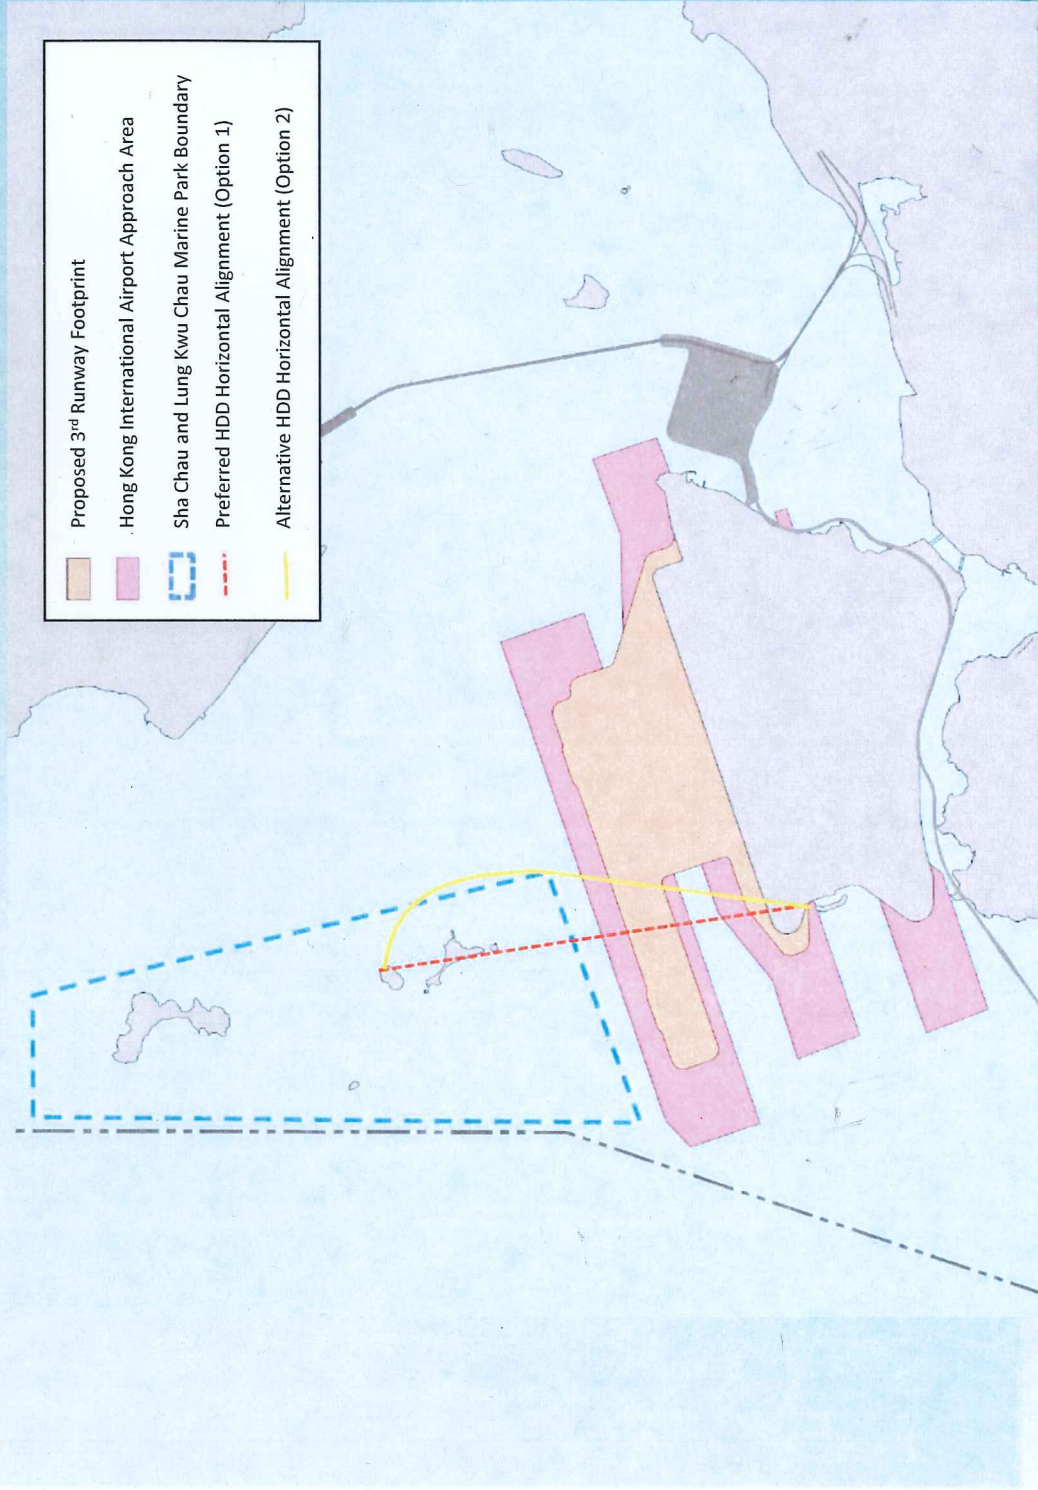 Proposed 3rd Runway Footprint
Hong Kong International Airport Approach Area
Sha Chau and Lung Kwu Chau Marine Park Boundary
Preferred HDD Horizontal Alignment (Option 1)
Alternative HDD Horizontal Alignment (Option 2)